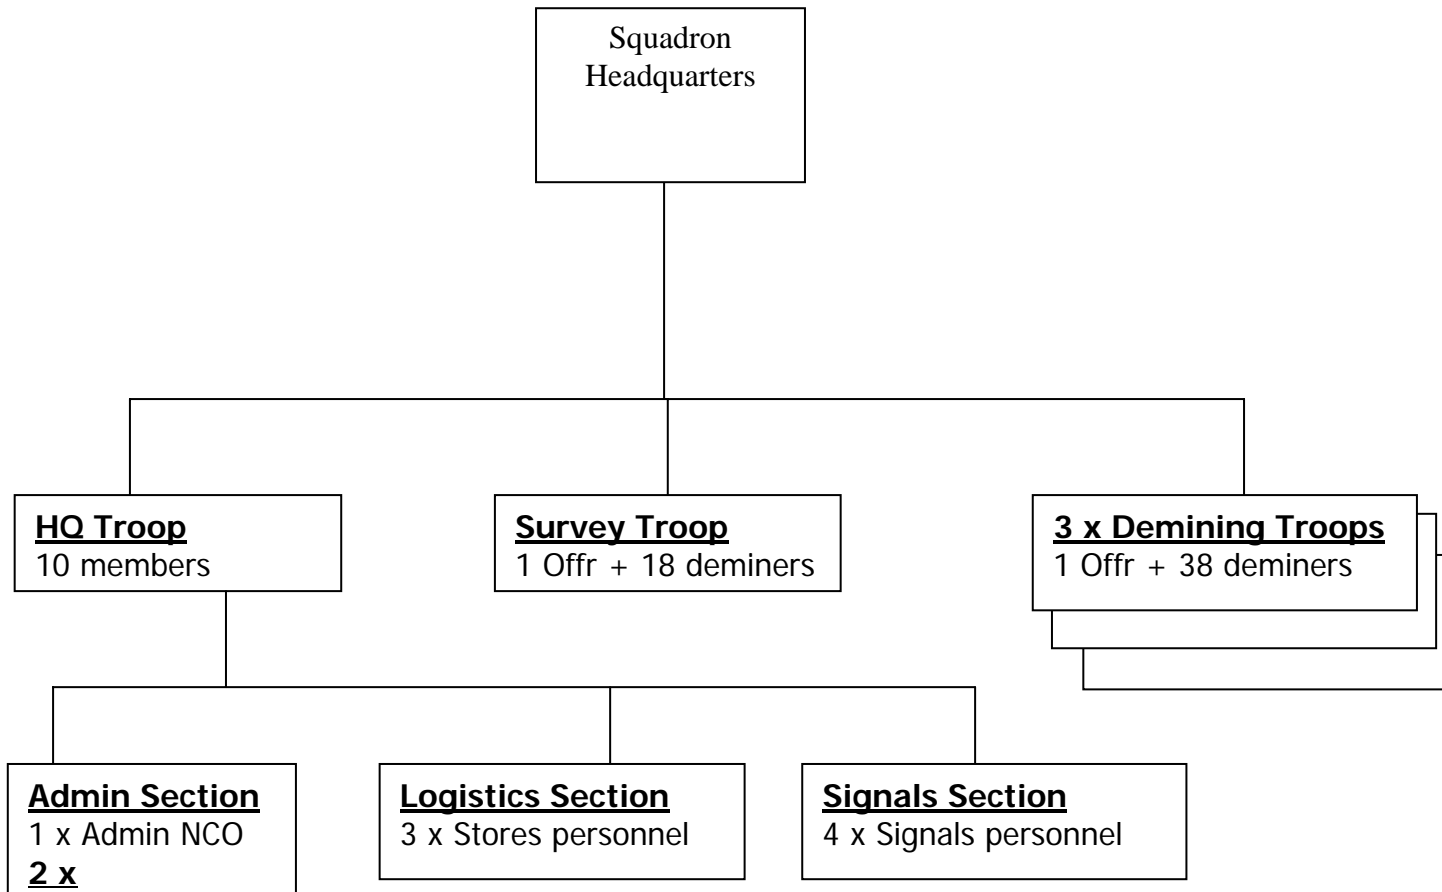 Squadron
Headquarters
HQ Troop
10 members
Survey Troop
1 Offr + 18 deminers
3 x Demining Troops
1 Offr + 38 deminers
Admin Section
1 x Admin NCO
2 x
Logistics Section
3 x Stores personnel
Signals Section
4 x Signals personnel